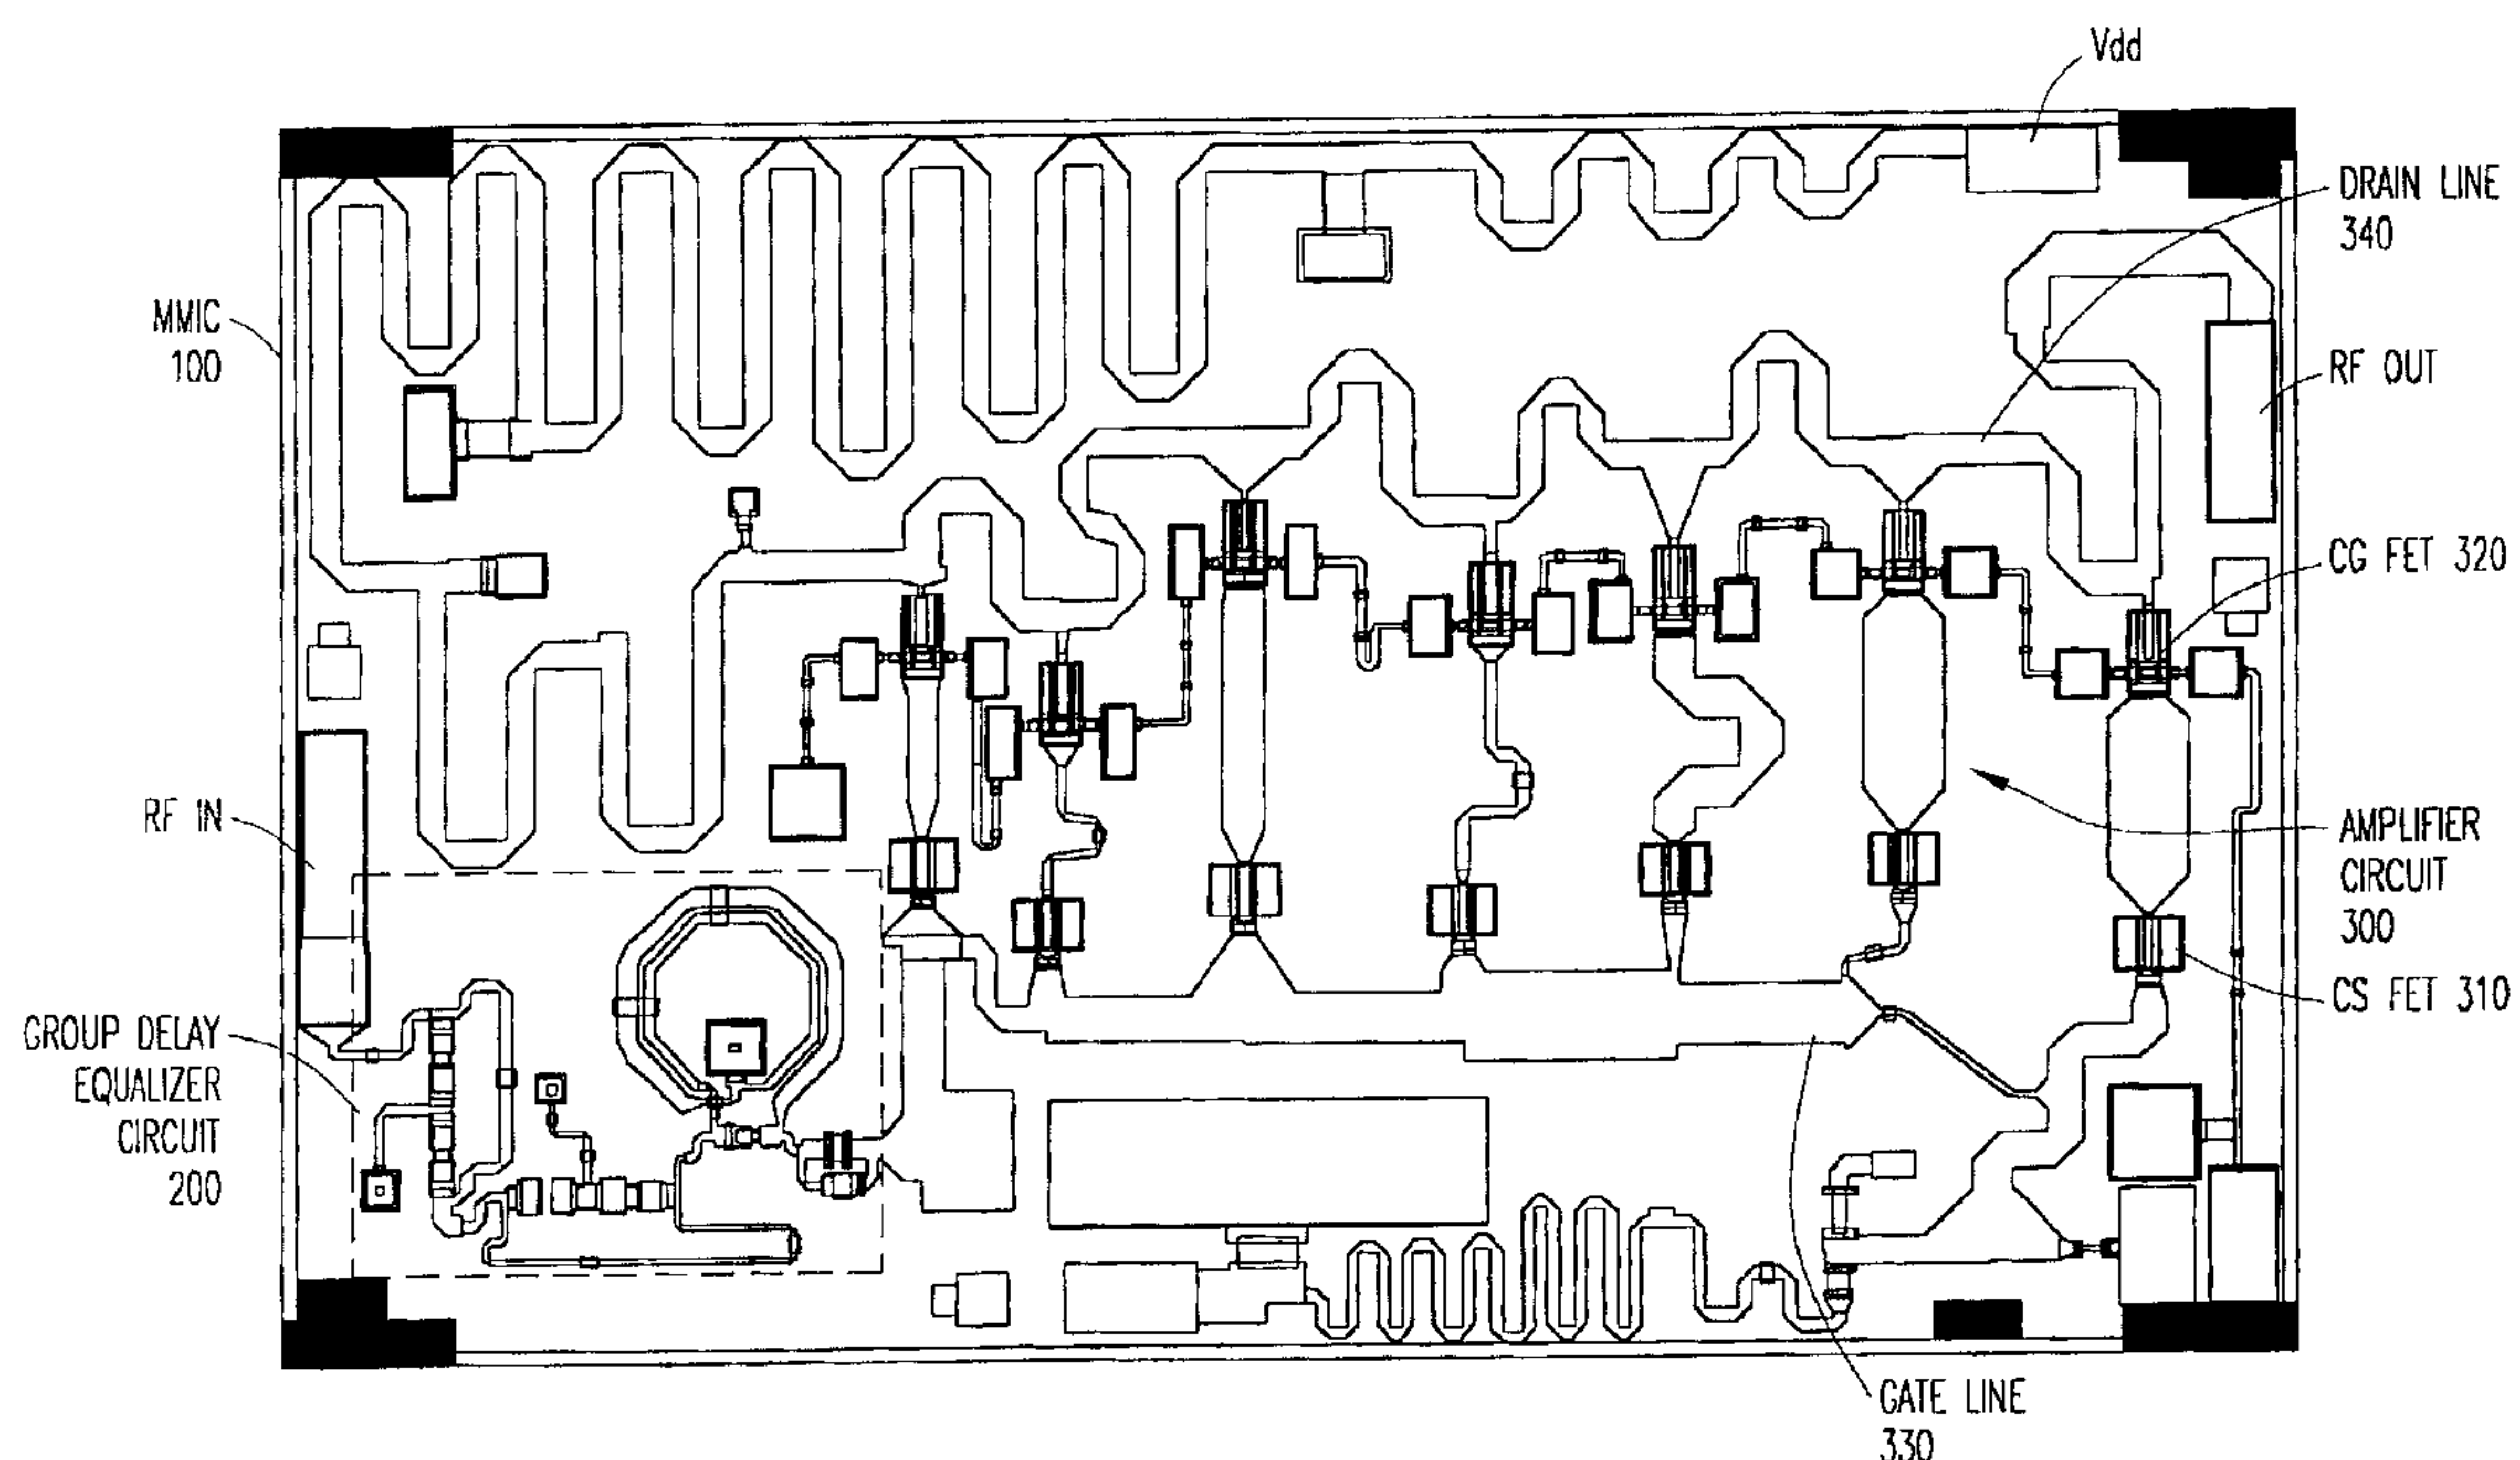 Vdd
DRAIN LINE
340
MMIC
100
RF OUT
CG FET 320
RF IN
AMPLIFIER
CIRCUIT
300
CS FET 310
GROUP DELAY
EQUALIZER
CIRCUIT
200
GATE LINE
330